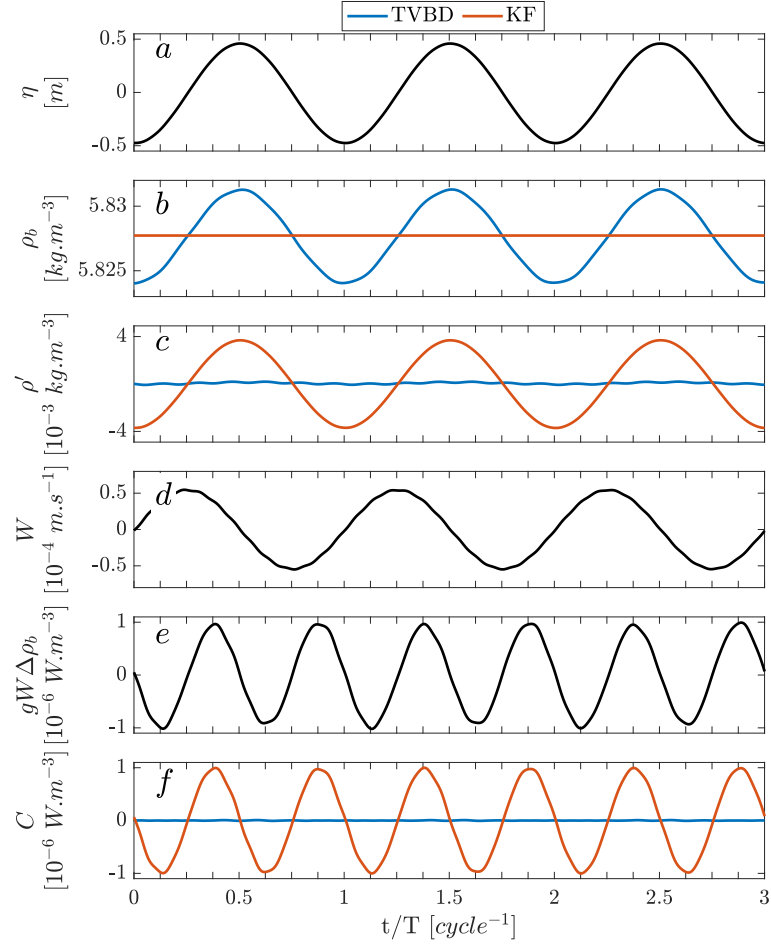 TVBD KF
a
0.5
0
-0.5
η
[m]
b
5.83
5.825
ρ_b
[kg.m⁻³]
c
4
-4
ρ′
[10⁻³ kg.m⁻³]
d
0.5
0
-0.5
W
[10⁻⁴ m.s⁻¹]
e
1
0
-1
gWΔρ_b
[10⁻⁶ W.m⁻³]
f
1
0
-1
C
[10⁻⁶ W.m⁻³]
0 0.5 1 1.5 2 2.5 3
t/T [cycle⁻¹]